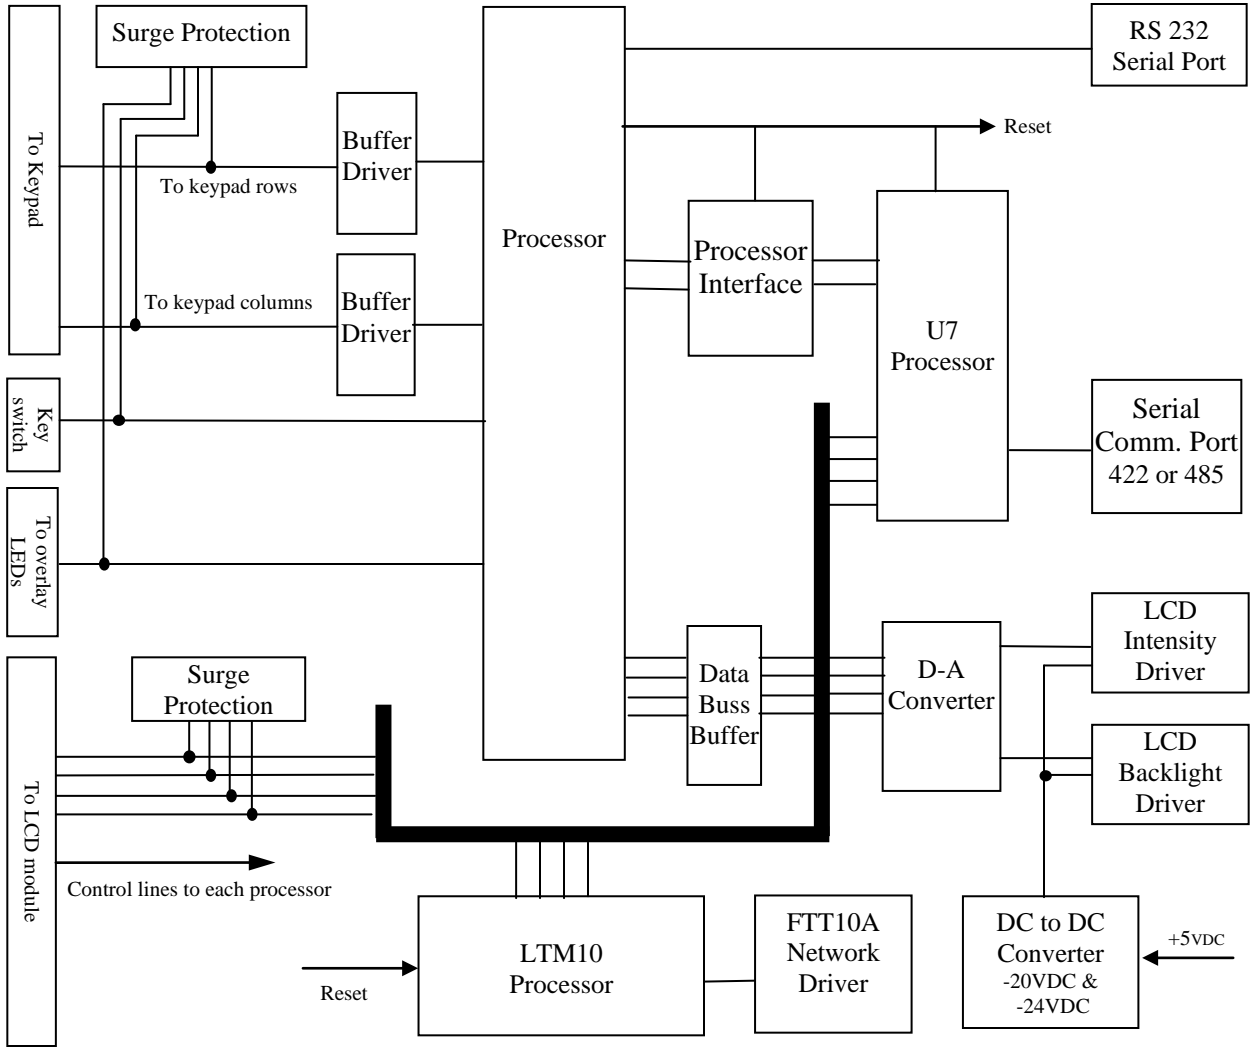 Surge Protection
RS 232
Serial Port
To Keypad
Buffer
Driver
Reset
To keypad rows
Processor
Processor
Interface
To keypad columns
Buffer
Driver
U7
Processor
Key
switch
Serial
Comm. Port
422 or 485
To overlay
LEDs
LCD
Intensity
Driver
Surge
Protection
Data
Buss
Buffer
D-A
Converter
LCD
Backlight
Driver
To LCD module
Control lines to each processor
LTM10
Processor
FTT10A
Network
Driver
DC to DC
Converter
-20VDC &
-24VDC
+5VDC
Reset